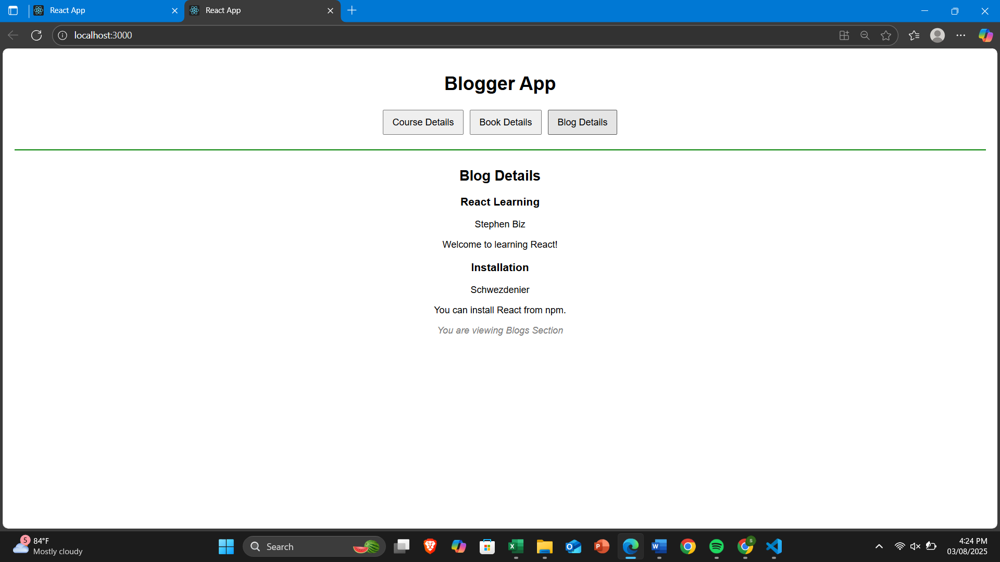 React App
React App
localhost:3000
Blogger App
Course Details
Book Details
Blog Details
Blog Details
React Learning
Stephen Biz
Welcome to learning React!
Installation
Schwezdenier
You can install React from npm.
You are viewing Blogs Section
5
84°F
Mostly cloudy
Search
4:24 PM
03/08/2025